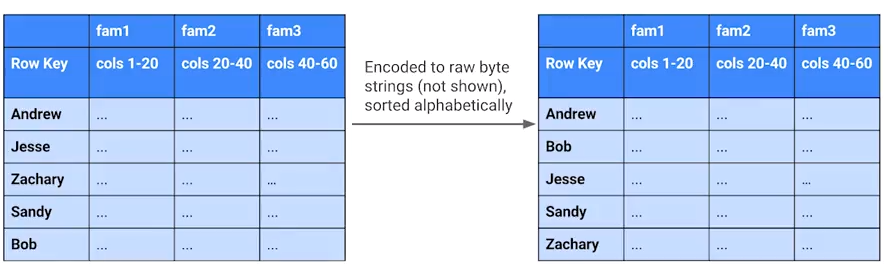 fam1 fam2 fam3
Row Key cols 1-20 cols 20-40 cols 40-60
Andrew ... ... ...
Jesse ... ... ...
Zachary ... ... ...
Sandy ... ... ...
Bob ... ... ...
Encoded to raw byte
strings (not shown),
sorted alphabetically
fam1 fam2 fam3
Row Key cols 1-20 cols 20-40 cols 40-60
Andrew ... ... ...
Bob ... ... ...
Jesse ... ... ...
Sandy ... ... ...
Zachary ... ... ...